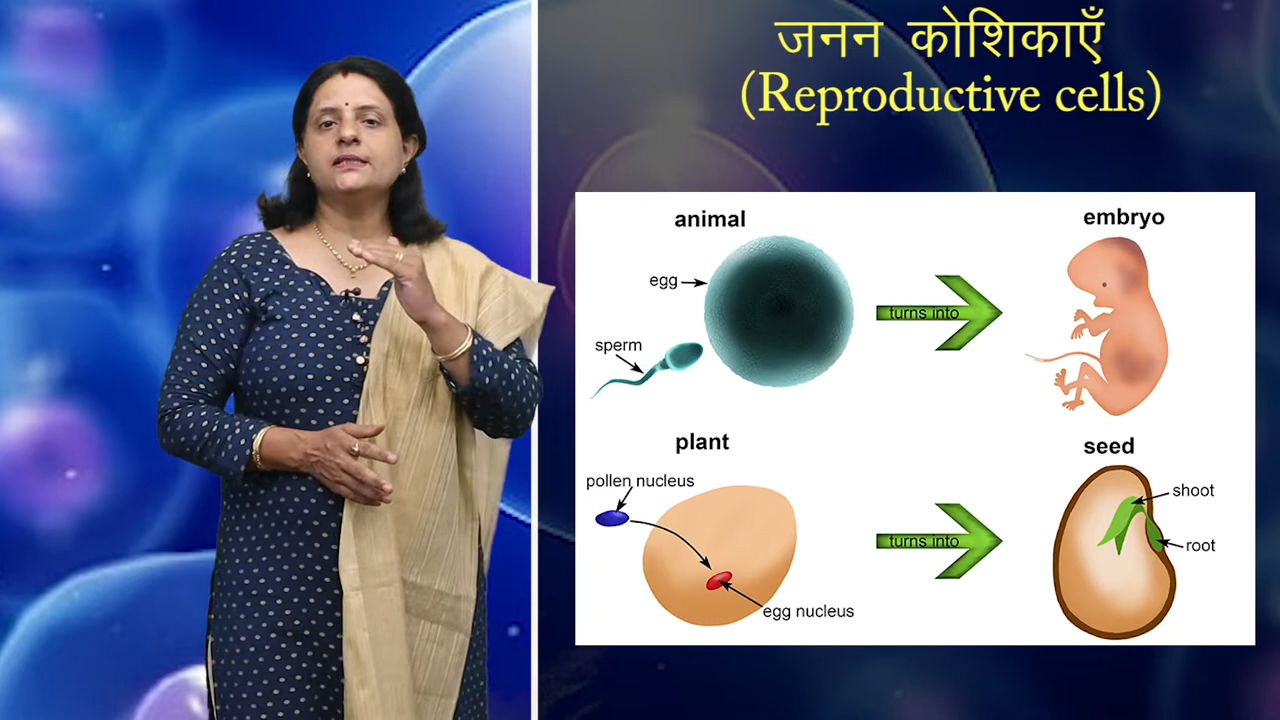 जनन कोशिकाएँ
(Reproductive cells)
animal
embryo
egg
turns into
sperm
plant
seed
pollen nucleus
shoot
turns into
root
egg nucleus